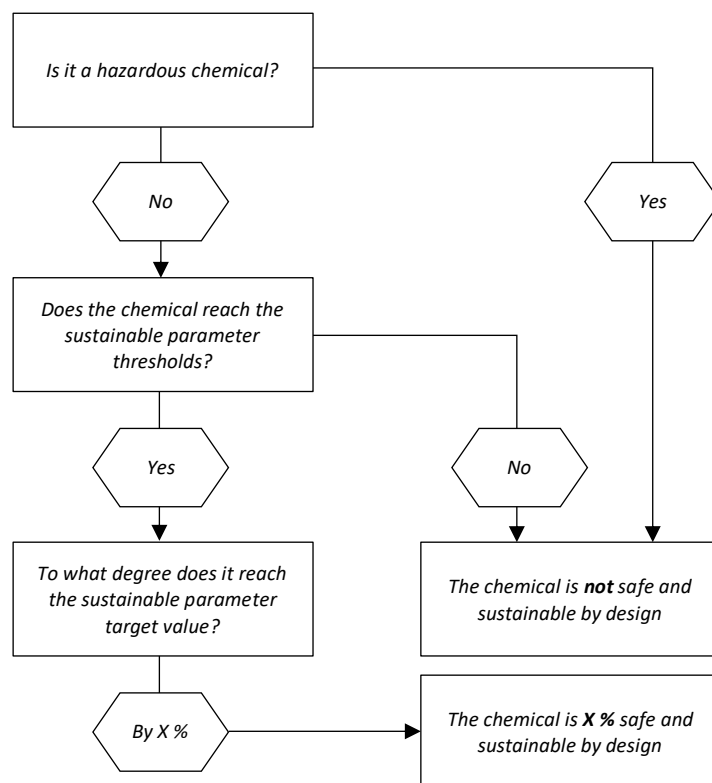 Is it a hazardous chemical?
No
Yes
Does the chemical reach the
sustainable parameter
thresholds?
Yes
No
To what degree does it reach
the sustainable parameter
target value?
The chemical is not safe and
sustainable by design
By X %
The chemical is X % safe and
sustainable by design